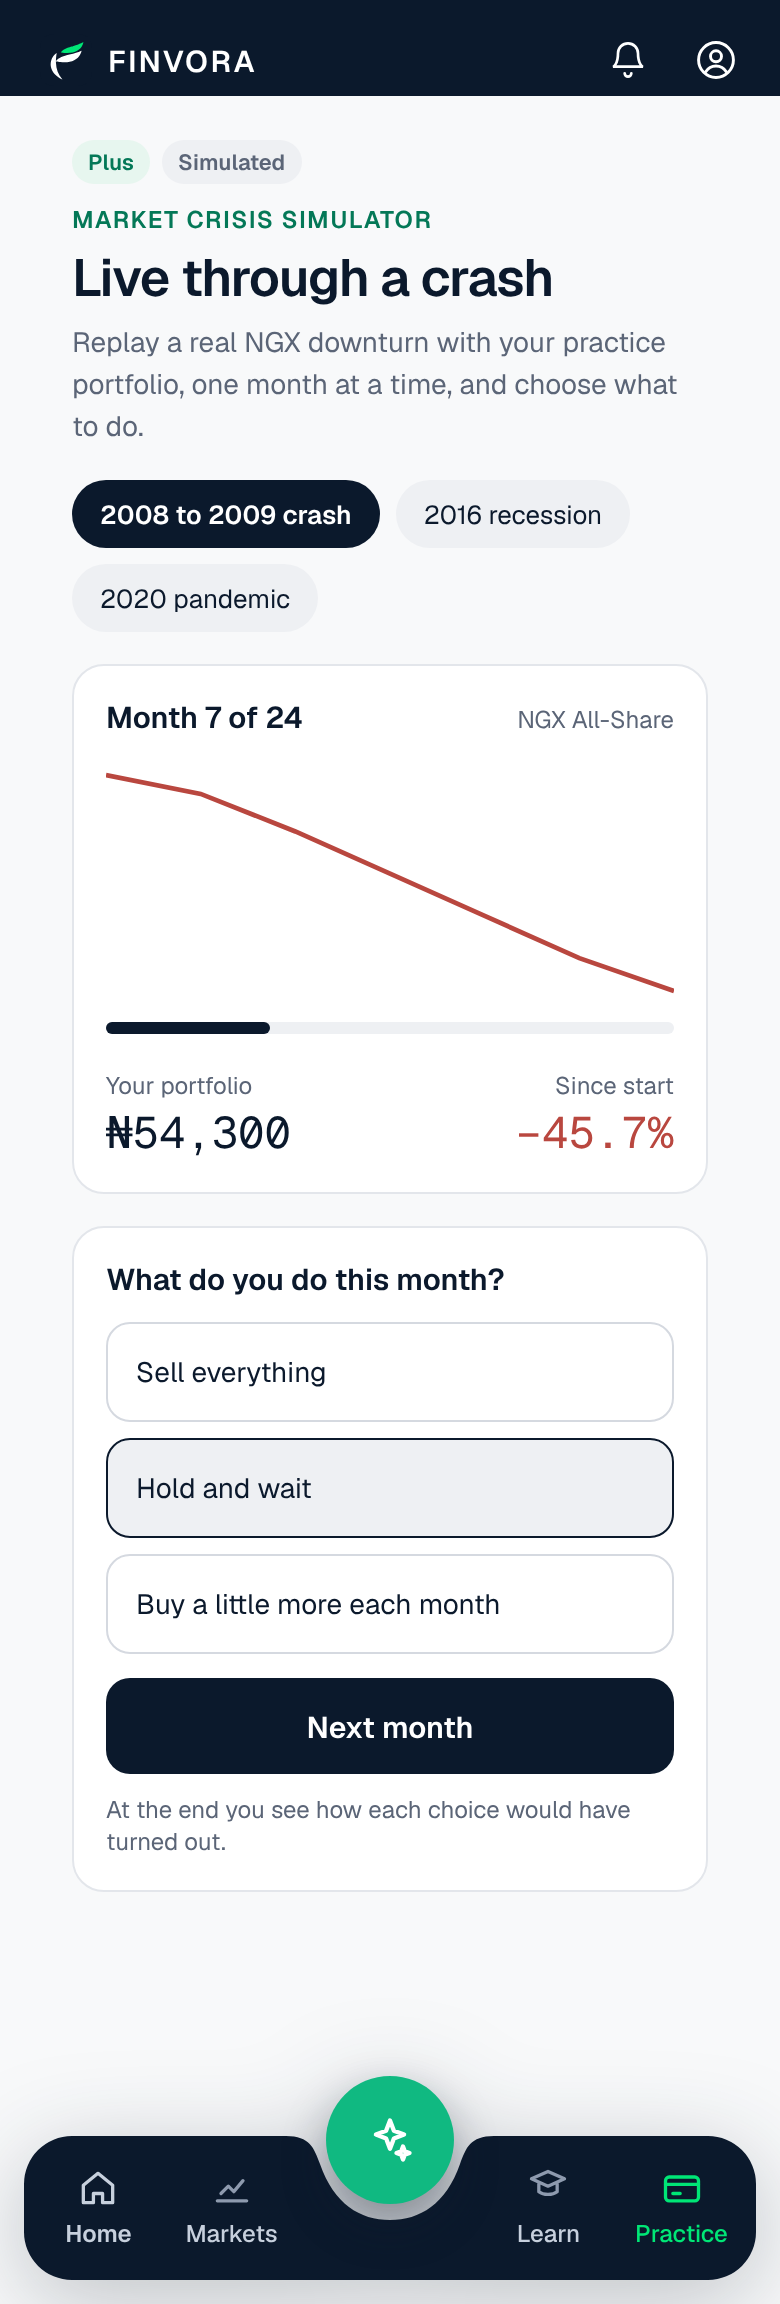 FINVORA
Plus
Simulated
MARKET CRISIS SIMULATOR
Live through a crash
Replay a real NGX downturn with your practice
portfolio, one month at a time, and choose what
to do.
2008 to 2009 crash
2016 recession
2020 pandemic
Month 7 of 24
NGX All-Share
Your portfolio
Since start
₦54,300
−45.7%
What do you do this month?
Sell everything
Hold and wait
Buy a little more each month
Next month
At the end you see how each choice would have
turned out.
Home
Markets
Learn
Practice